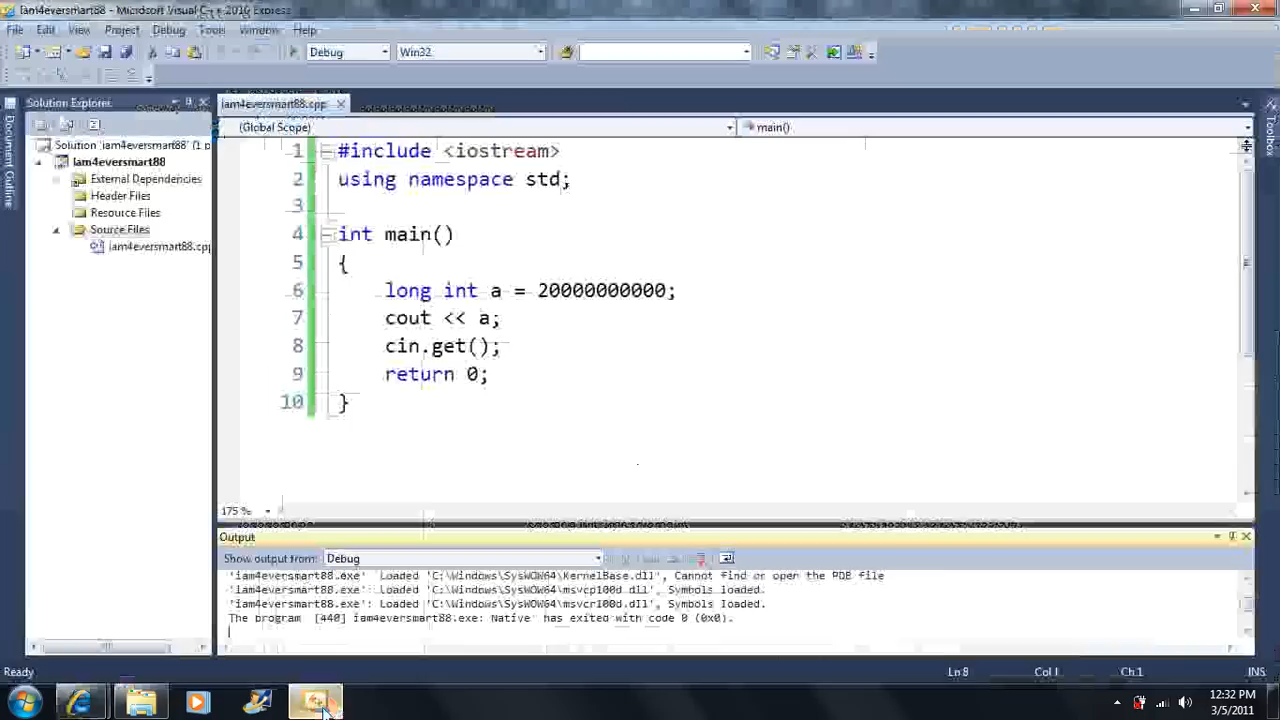 Iam4eversmart88 - Microsoft Visual C++ 2010 Express
File Edit View Project Debug Tools Window Help
Debug Win32
Solution Explorer
iam4eversmart88.cpp
Document Outline
Toolbox
(Global Scope) main()
Solution 'iam4eversmart88' (1 p
Iam4eversmart88
External Dependencies
Header Files
Resource Files
Source Files
iam4eversmart88.cpp
1 #include <iostream>
2 using namespace std;
3
4 int main()
5 {
6 long int a = 20000000000;
7 cout << a;
8 cin.get();
9 return 0;
10 }
175 %
Output
Show output from: Debug
'iam4eversmart88.exe': Loaded 'C:\Windows\SysWOW64\KernelBase.dll', Cannot find or open the PDB file
'iam4eversmart88.exe': Loaded 'C:\Windows\SysWOW64\msvcp100d.dll', Symbols loaded.
'iam4eversmart88.exe': Loaded 'C:\Windows\SysWOW64\msvcp100d.dll', Symbols loaded.
The program '[440] iam4eversmart88.exe: Native' has exited with code 0 (0x0).
Ready Ln 8 Col 1 Ch 1 INS
12:32 PM
3/5/2011